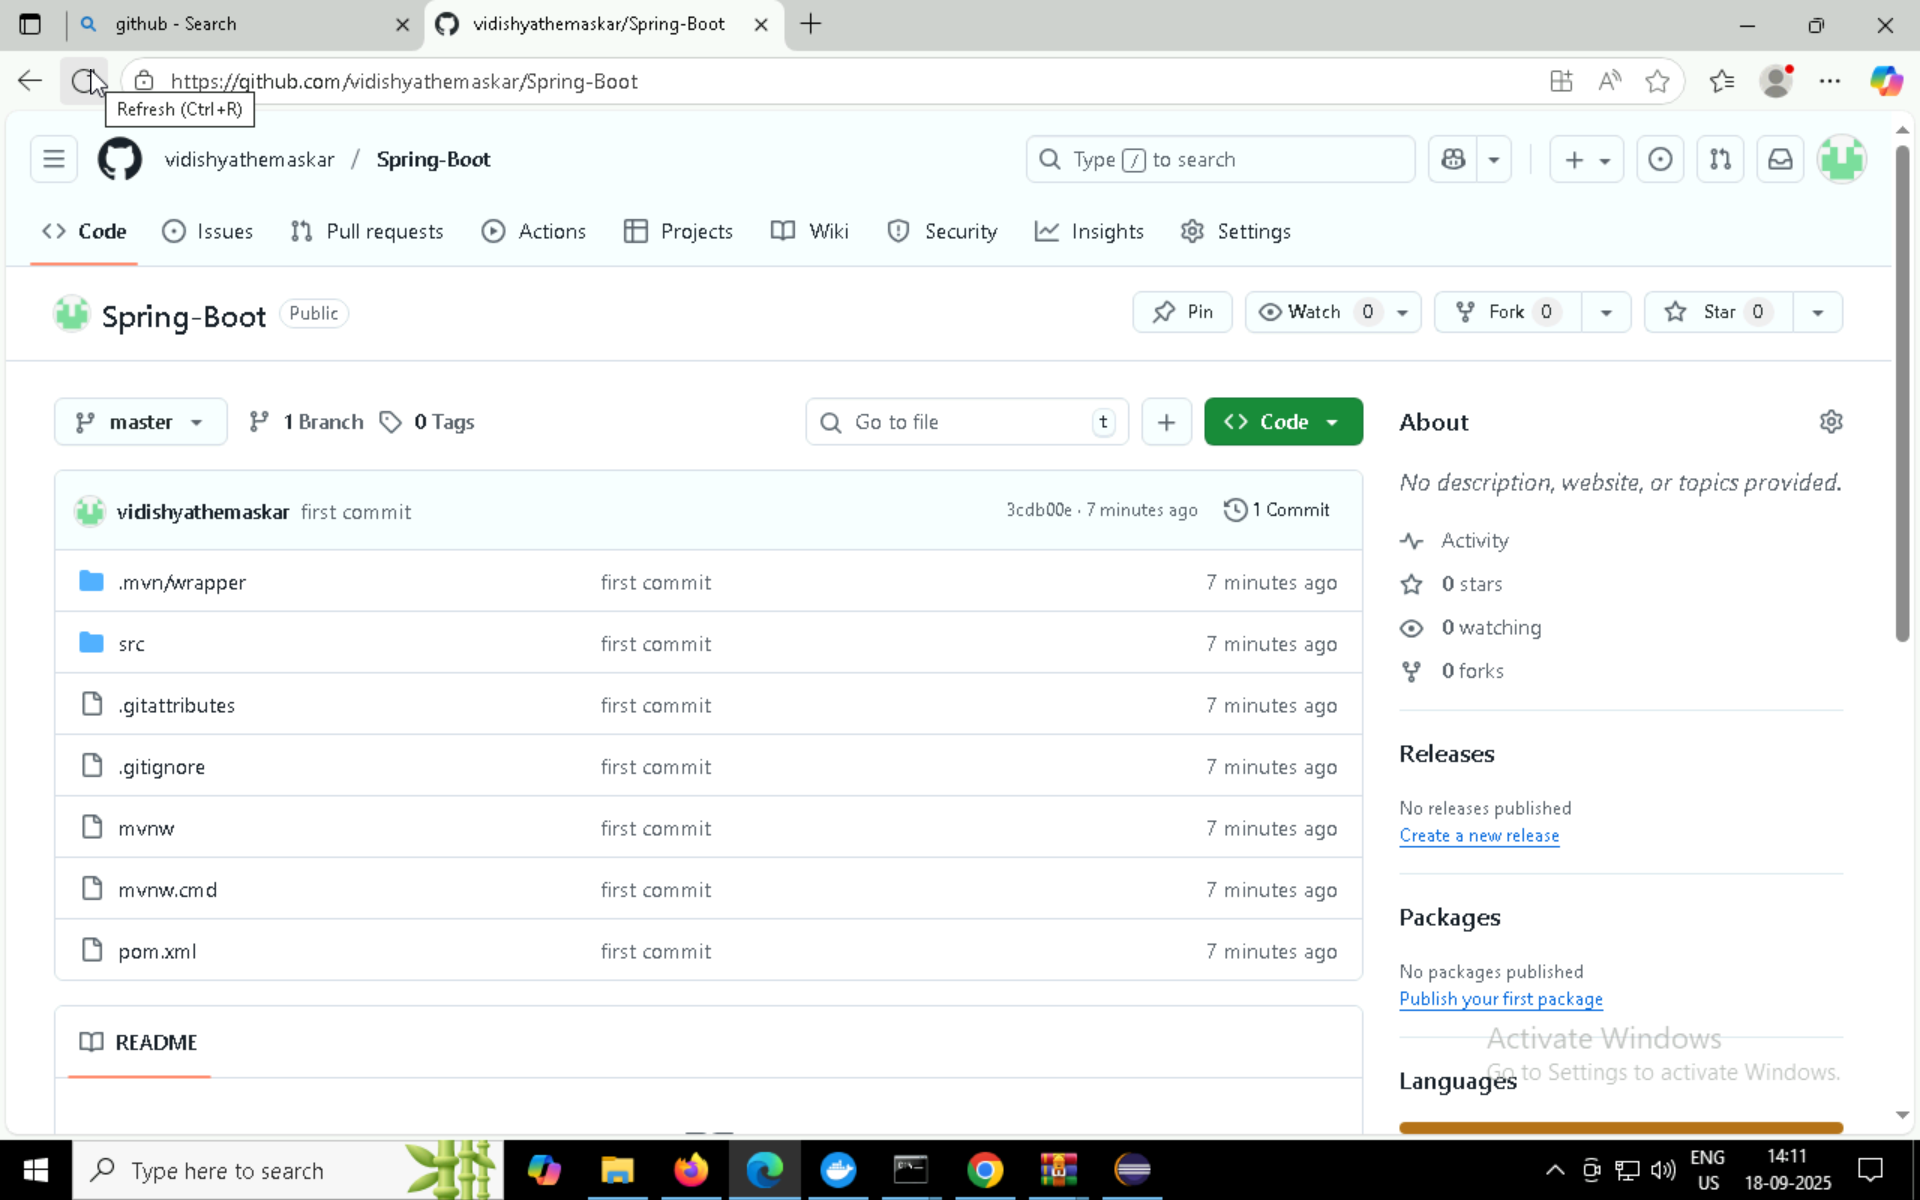 github - Search
vidishyathemaskar/Spring-Boot
https://github.com/vidishyathemaskar/Spring-Boot
Refresh (Ctrl+R)
vidishyathemaskar / Spring-Boot
Type / to search
Code Issues Pull requests Actions Projects Wiki Security Insights Settings
Spring-Boot Public
Pin Watch 0 Fork 0 Star 0
master 1 Branch 0 Tags
Go to file t
Code
About
No description, website, or topics provided.
vidishyathemaskar first commit 3cdb00e · 7 minutes ago 1 Commit
.mvn/wrapper first commit 7 minutes ago
src first commit 7 minutes ago
.gitattributes first commit 7 minutes ago
.gitignore first commit 7 minutes ago
mvnw first commit 7 minutes ago
mvnw.cmd first commit 7 minutes ago
pom.xml first commit 7 minutes ago
README
Activity
0 stars
0 watching
0 forks
Releases
No releases published
Create a new release
Packages
No packages published
Publish your first package
Languages
Activate Windows
Go to Settings to activate Windows.
Type here to search
ENG
US
14:11
18-09-2025